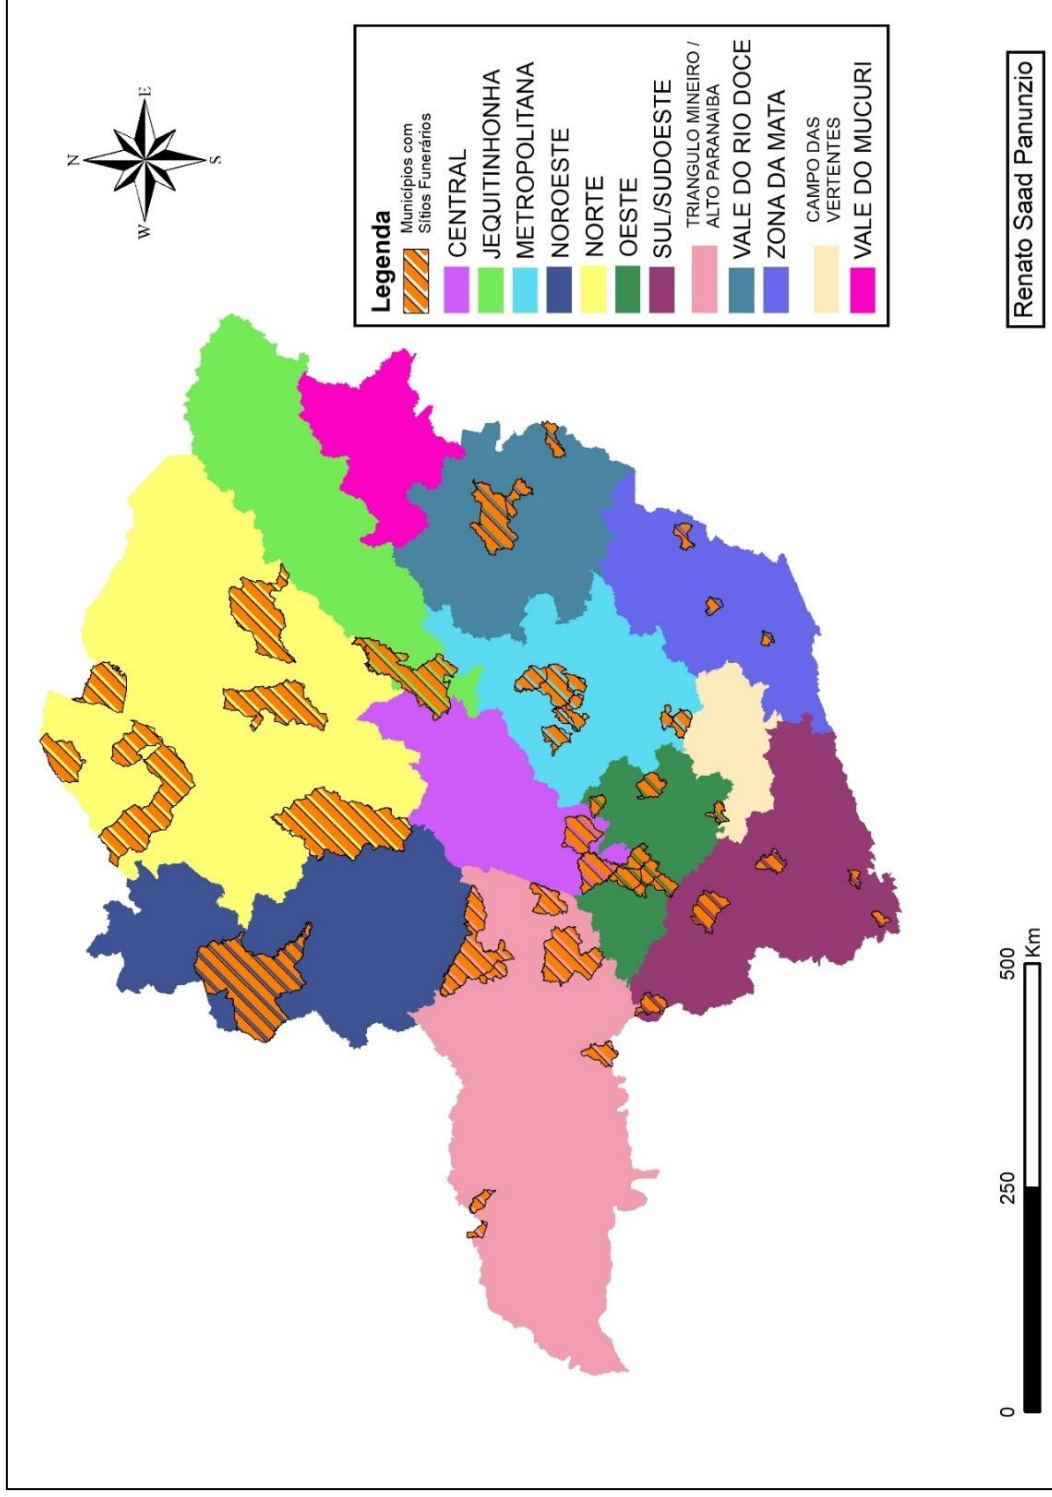 N
W
E
S
Legenda
Municípios com
Sítios Funerários
CENTRAL
JEQUITINHONHA
METROPOLITANA
NOROESTE
NORTE
OESTE
SUL/SUDOESTE
TRIANGULO MINEIRO /
ALTO PARANAIBA
VALE DO RIO DOCE
ZONA DA MATA
CAMPO DAS
VERTENTES
VALE DO MUCURI
0 250 500
Km
Renato Saad Panunzio